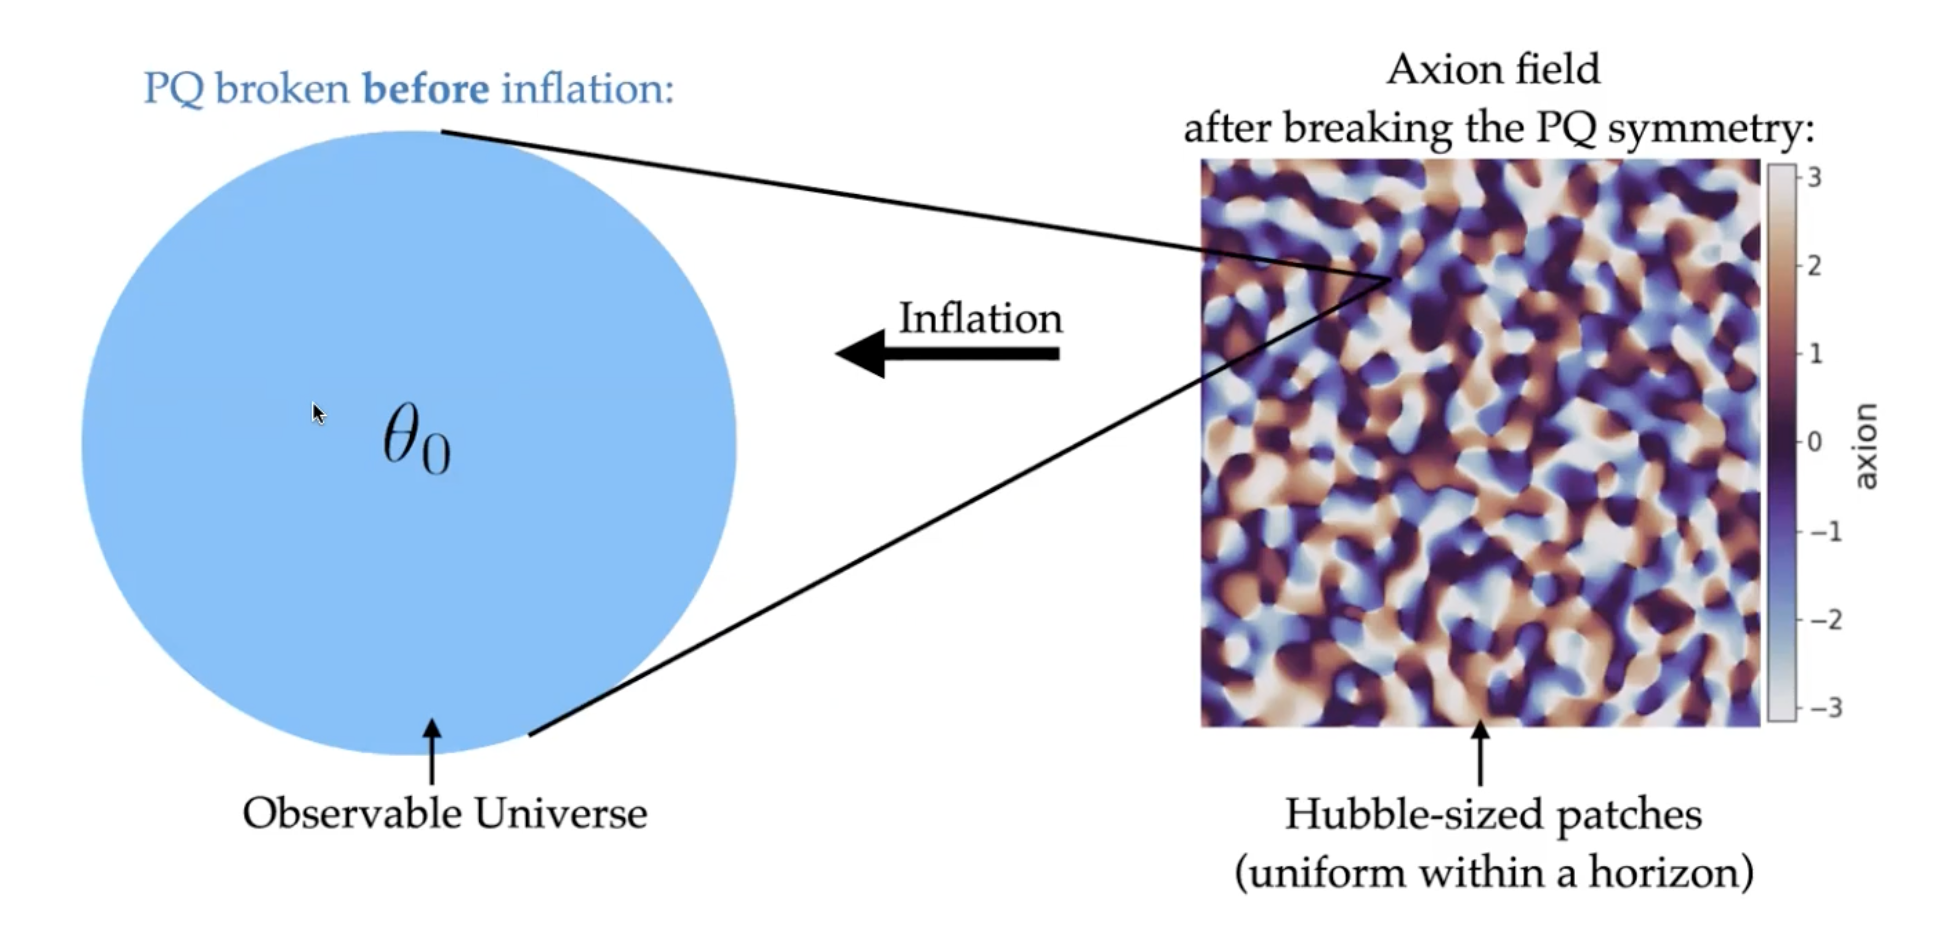 PQ broken before inflation:
Axion field
after breaking the PQ symmetry:
Inflation
θ₀
3
2
1
0
−1
−2
−3
axion
Observable Universe
Hubble-sized patches
(uniform within a horizon)